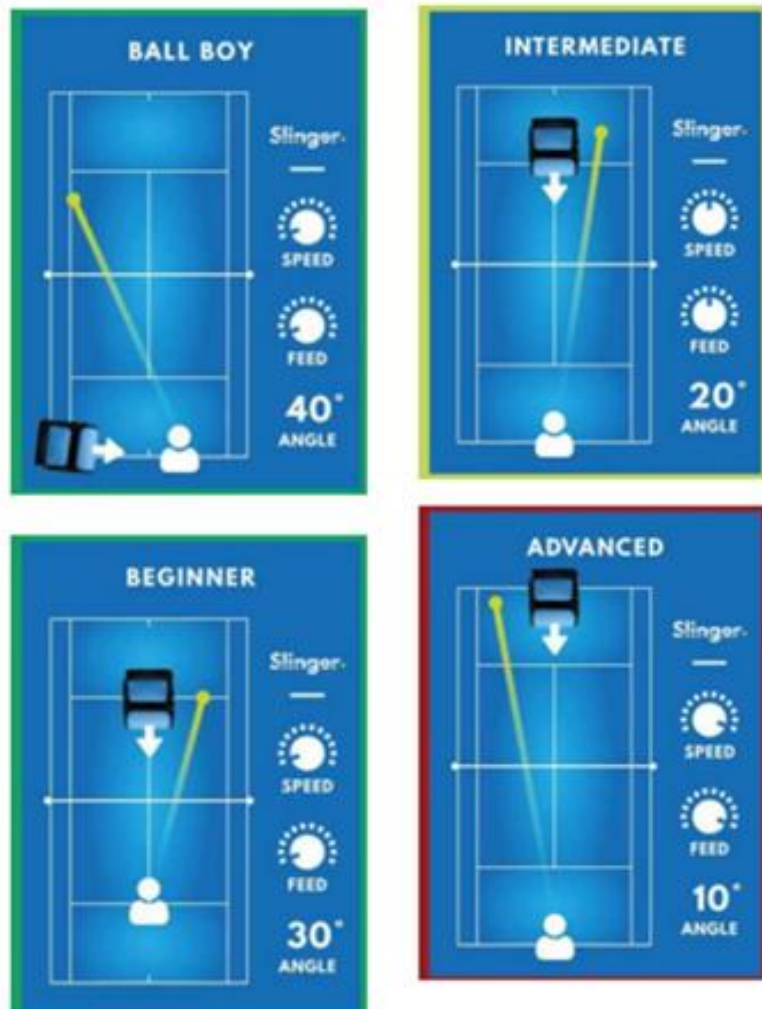 BALL BOY
Slinger.
SPEED
FEED
40°
ANGLE
INTERMEDIATE
Slinger.
SPEED
FEED
20°
ANGLE
BEGINNER
Slinger.
SPEED
FEED
30°
ANGLE
ADVANCED
Slinger.
SPEED
FEED
10°
ANGLE